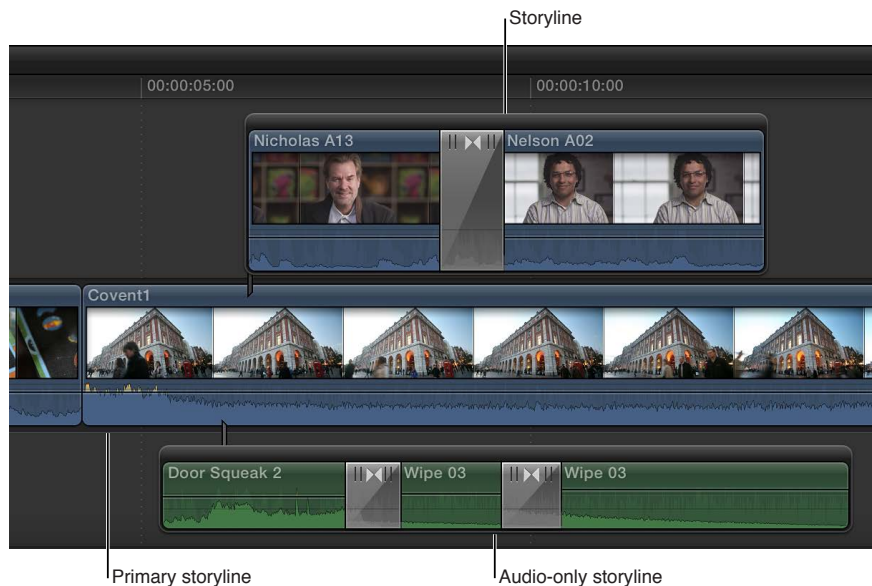 Storyline
00:00:05:00
00:00:10:00
Nicholas A13
Nelson A02
Covent1
Door Squeak 2
Wipe 03
Wipe 03
Primary storyline
Audio-only storyline